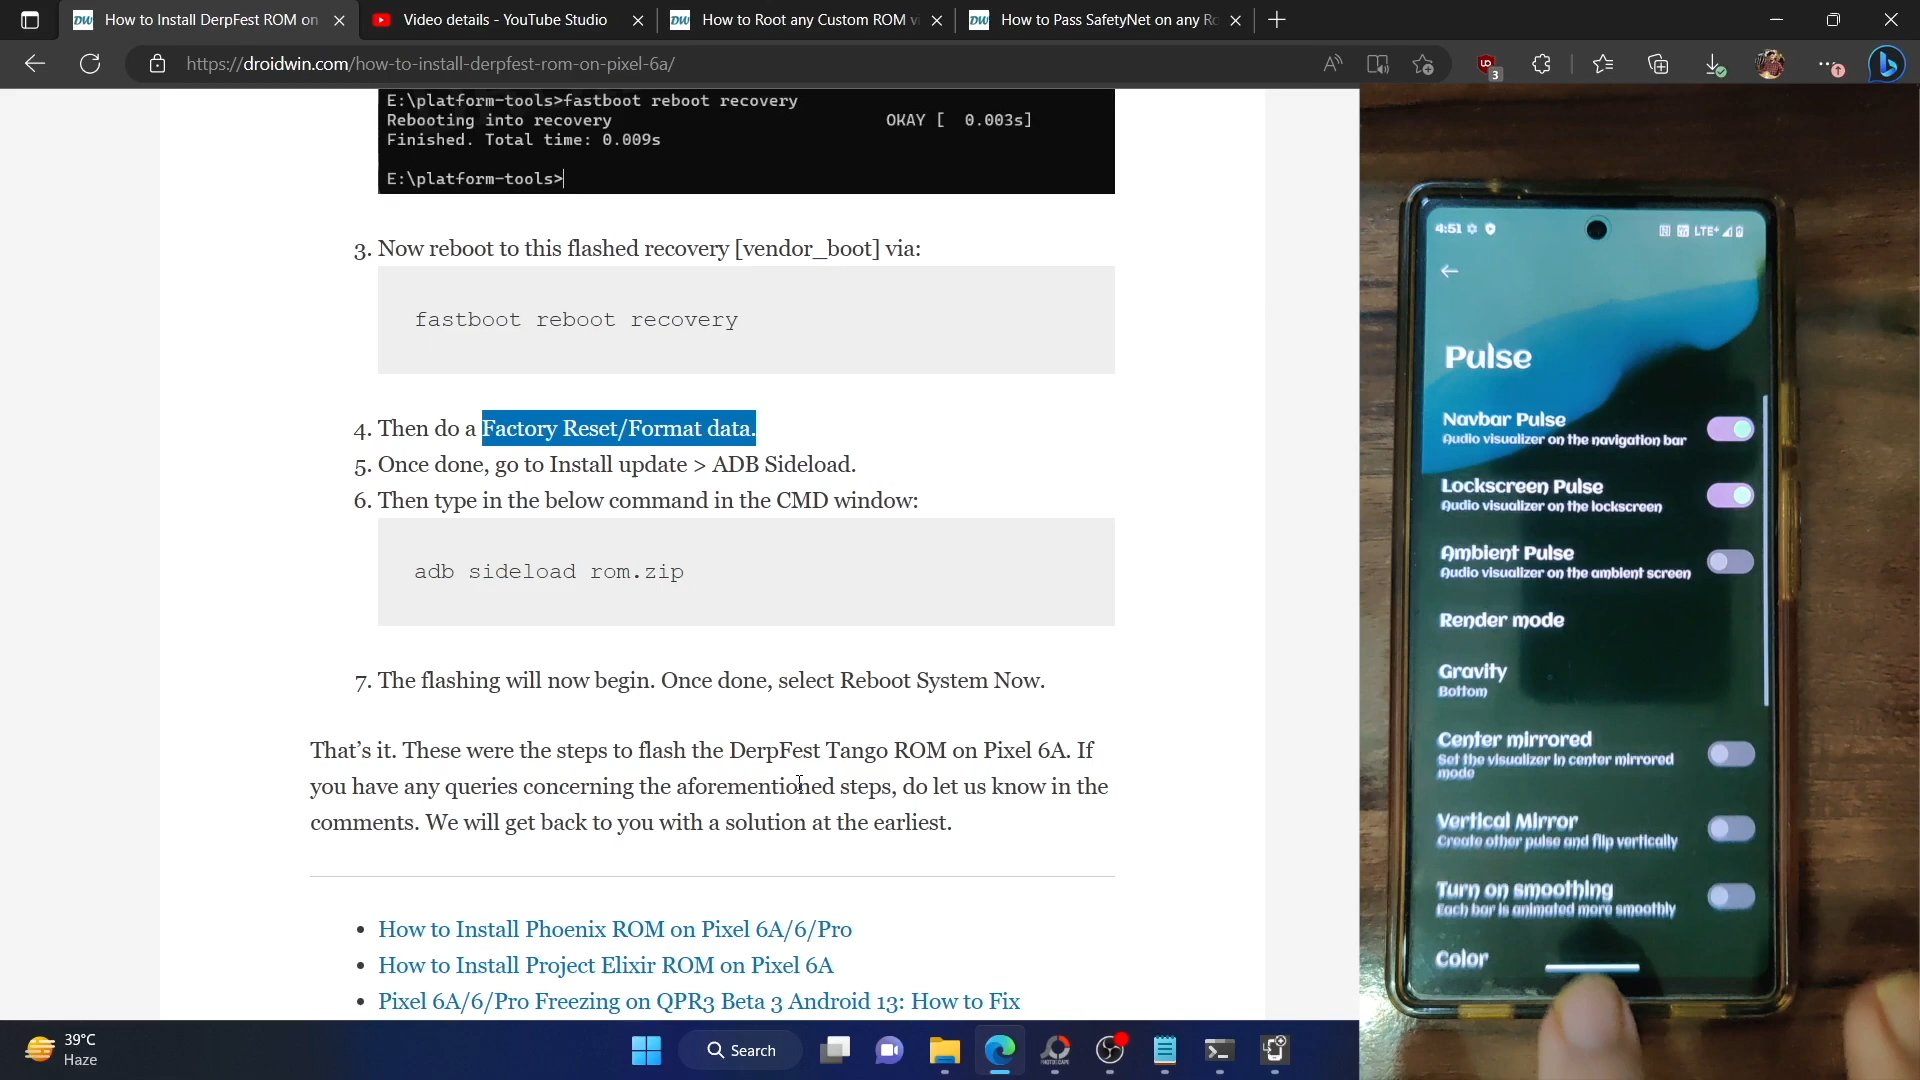 How to Install DerpFest ROM on
Video details - YouTube Studio
How to Root any Custom ROM vi
How to Pass SafetyNet on any Ro
https://droidwin.com/how-to-install-derpfest-rom-on-pixel-6a/
3
E:\platform-tools>fastboot reboot recovery
Rebooting into recovery OKAY [ 0.003s]
Finished. Total time: 0.009s
E:\platform-tools>
3. Now reboot to this flashed recovery [vendor_boot] via:
fastboot reboot recovery
4. Then do a Factory Reset/Format data.
5. Once done, go to Install update > ADB Sideload.
6. Then type in the below command in the CMD window:
adb sideload rom.zip
7. The flashing will now begin. Once done, select Reboot System Now.
That's it. These were the steps to flash the DerpFest Tango ROM on Pixel 6A. If
you have any queries concerning the aforementioned steps, do let us know in the
comments. We will get back to you with a solution at the earliest.
• How to Install Phoenix ROM on Pixel 6A/6/Pro
• How to Install Project Elixir ROM on Pixel 6A
• Pixel 6A/6/Pro Freezing on QPR3 Beta 3 Android 13: How to Fix
39°C
Haze
Search
4:51
LTE+
Pulse
Navbar Pulse
Audio visualizer on the navigation bar
Lockscreen Pulse
Audio visualizer on the lockscreen
Ambient Pulse
Audio visualizer on the ambient screen
Render mode
Gravity
Bottom
Center mirrored
Set the visualizer in center mirrored
mode
Vertical Mirror
Create other pulse and flip vertically
Turn on smoothing
Each bar is animated more smoothly
Color